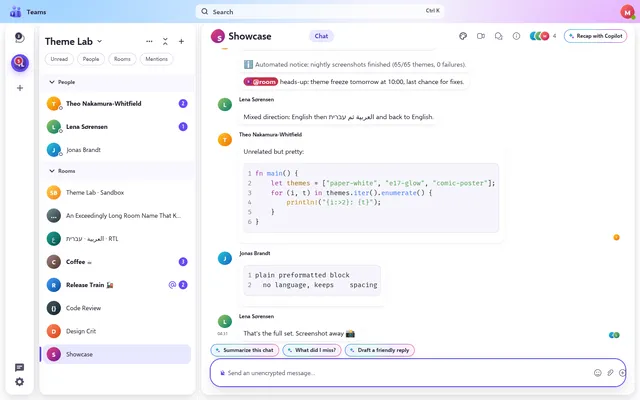 Teams
Search
Ctrl K
M
Theme Lab
Unread
People
Rooms
Mentions
People
Theo Nakamura-Whitfield
2
Lena Sørensen
1
Jonas Brandt
Rooms
Theme Lab · Sandbox
An Exceedingly Long Room Name That K...
العربية · עברית · RTL
Coffee ☕
3
Release Train 🚂
2
Code Review
Design Crit
Showcase
S Showcase
Chat
4
Recap with Copilot
Automated notice: nightly screenshots finished (65/65 themes, 0 failures).
@room heads-up: theme freeze tomorrow at 10:00, last chance for fixes.
Lena Sørensen
Mixed direction: English then العربية ثم עברית and back to English.
Theo Nakamura-Whitfield
Unrelated but pretty:
1 fn main() {
2     let themes = ["paper-white", "e17-glow", "comic-poster"];
3     for (i, t) in themes.iter().enumerate() {
4         println!("{i:>2}: {t}");
5     }
6 }
Jonas Brandt
1 plain preformatted block
2   no language, keeps    spacing
Lena Sørensen
That's the full set. Screenshot away 📸
Summarize this chat
What did I miss?
Draft a friendly reply
Send an unencrypted message...